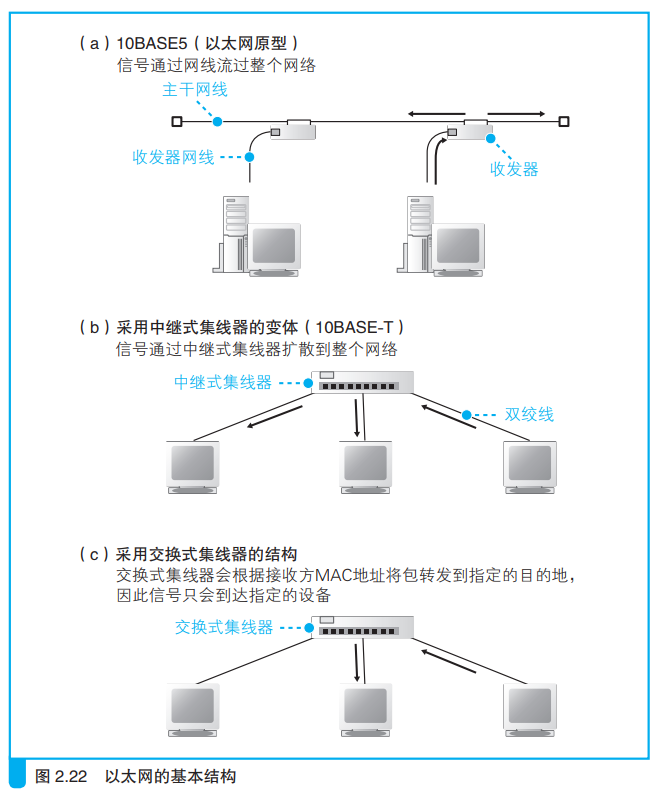 （a）10BASE5（以太网原型）
信号通过网线流过整个网络
主干网线
收发器网线
收发器
（b）采用中继式集线器的变体（10BASE-T）
信号通过中继式集线器扩散到整个网络
中继式集线器
双绞线
（c）采用交换式集线器的结构
交换式集线器会根据接收方MAC地址将包转发到指定的目的地，
因此信号只会到达指定的设备
交换式集线器
图 2.22 以太网的基本结构